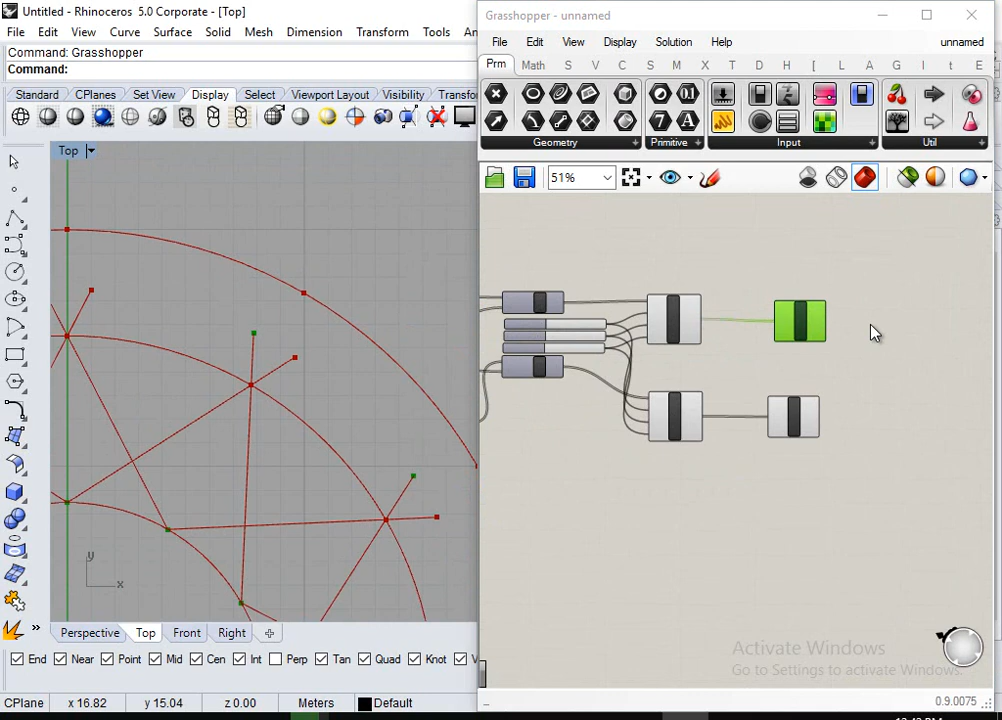 Untitled - Rhinoceros 5.0 Corporate - [Top]
File Edit View Curve Surface Solid Mesh Dimension Transform Tools An
Command: Grasshopper
Command:
Standard CPlanes Set View Display Select Viewport Layout Visibility Transfo
Top
y
x
Perspective Top Front Right
End Near Point Mid Cen Int Perp Tan Quad Knot V
CPlane x 16.82 y 15.04 z 0.00 Meters Default
Grasshopper - unnamed
File Edit View Display Solution Help unnamed
Prm Math S V C S M X T D H [ L A G I t E
Geometry Primitive Input Util
51%
Activate Windows
Go to Settings to activate Windows.
0.9.0075